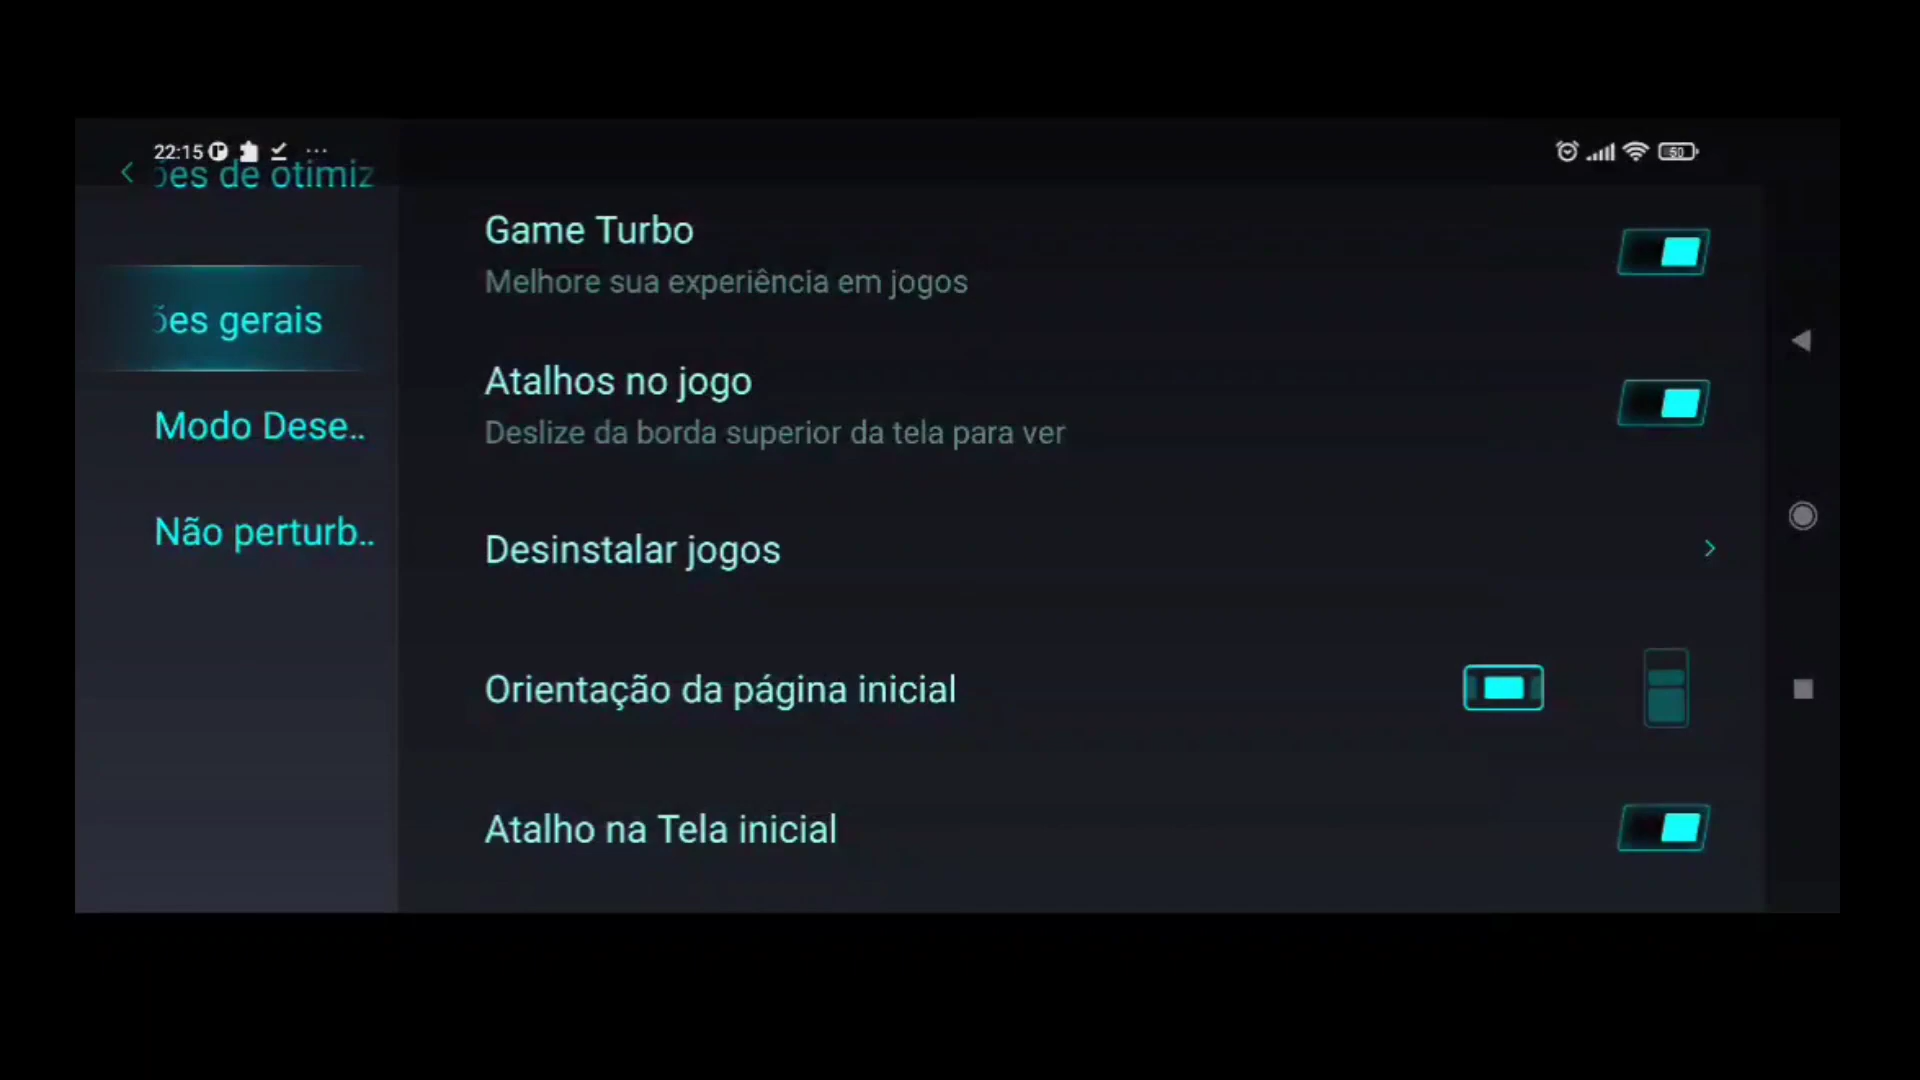 22:15
ões de otimiz
50
ões gerais
Modo Dese..
Não perturb..
Game Turbo
Melhore sua experiência em jogos
Atalhos no jogo
Deslize da borda superior da tela para ver
Desinstalar jogos
Orientação da página inicial
Atalho na Tela inicial